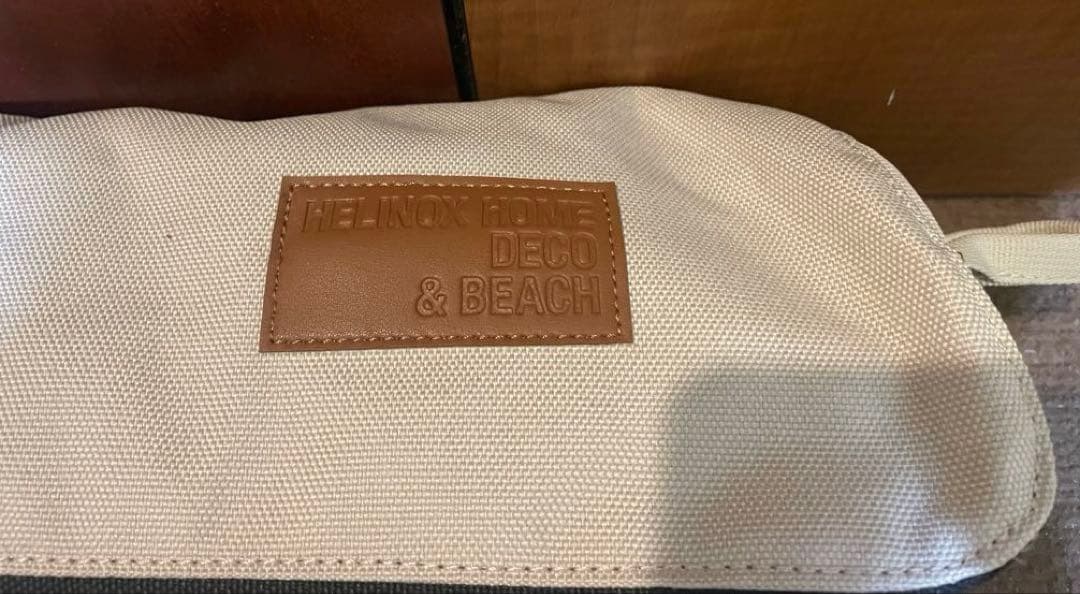 HELINOX HOME
DECO
& BEACH